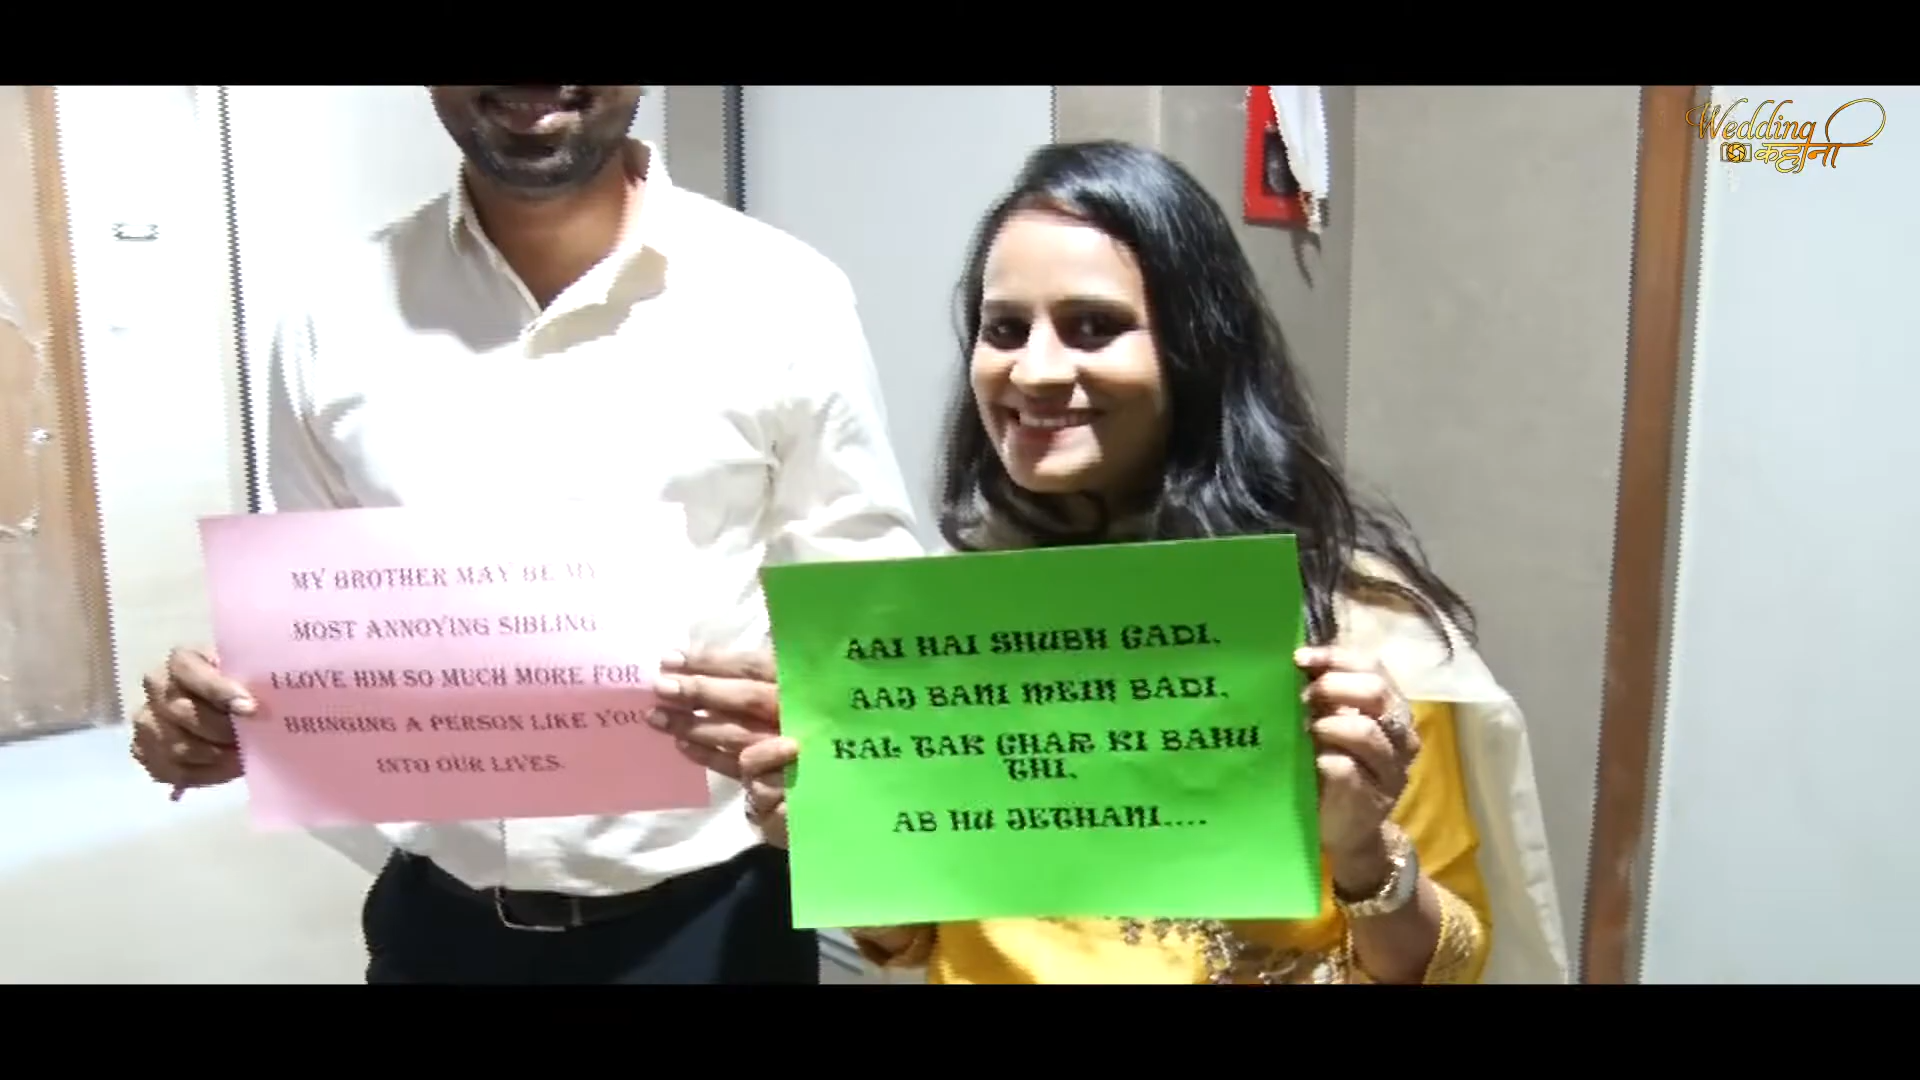 Wedding
कहानी
MY BROTHER MAY BE MY
MOST ANNOYING SIBLING
I LOVE HIM SO MUCH MORE FOR
BRINGING A PERSON LIKE YOU
INTO OUR LIVES.
AAI HAI SHUBH GADI,
AAJ BANI MEIN BADI,
KAL TAK GHAR KI BAHU
THI,
AB HU JETHANI....